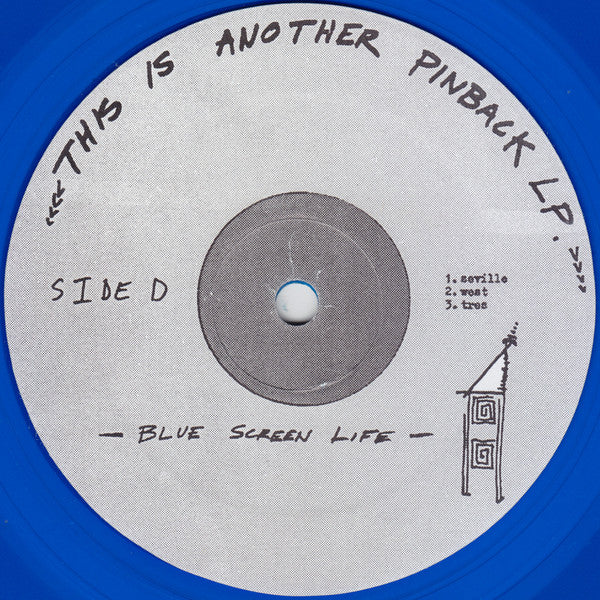 <<<< THIS IS ANOTHER PINBACK LP. >>>>
SIDE D
1. seville
2. west
3. tres
— BLUE SCREEN LIFE —